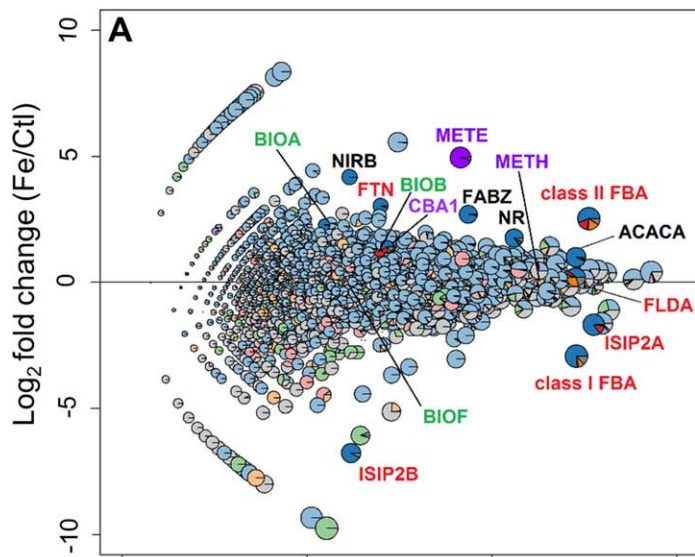 A
10
5
0
-5
-10
Log2 fold change (Fe/Ctl)
BIOA
NIRB
METE
FTN
BIOB
METH
CBA1
FABZ
class II FBA
NR
ACACA
FLDA
ISIP2A
class I FBA
BIOF
ISIP2B